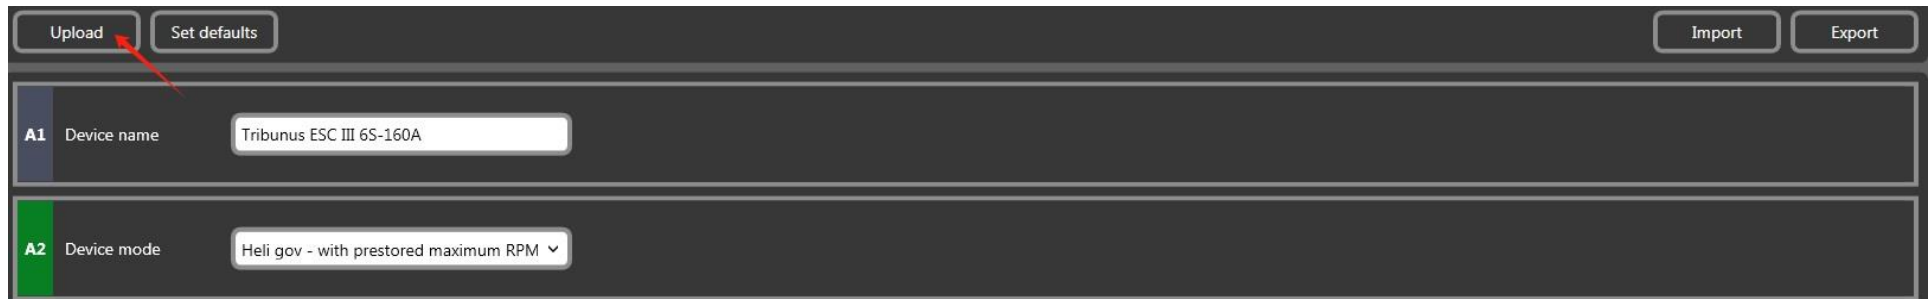 Upload Set defaults Import Export
A1 Device name Tribunus ESC III 6S-160A
A2 Device mode Heli gov - with prestored maximum RPM